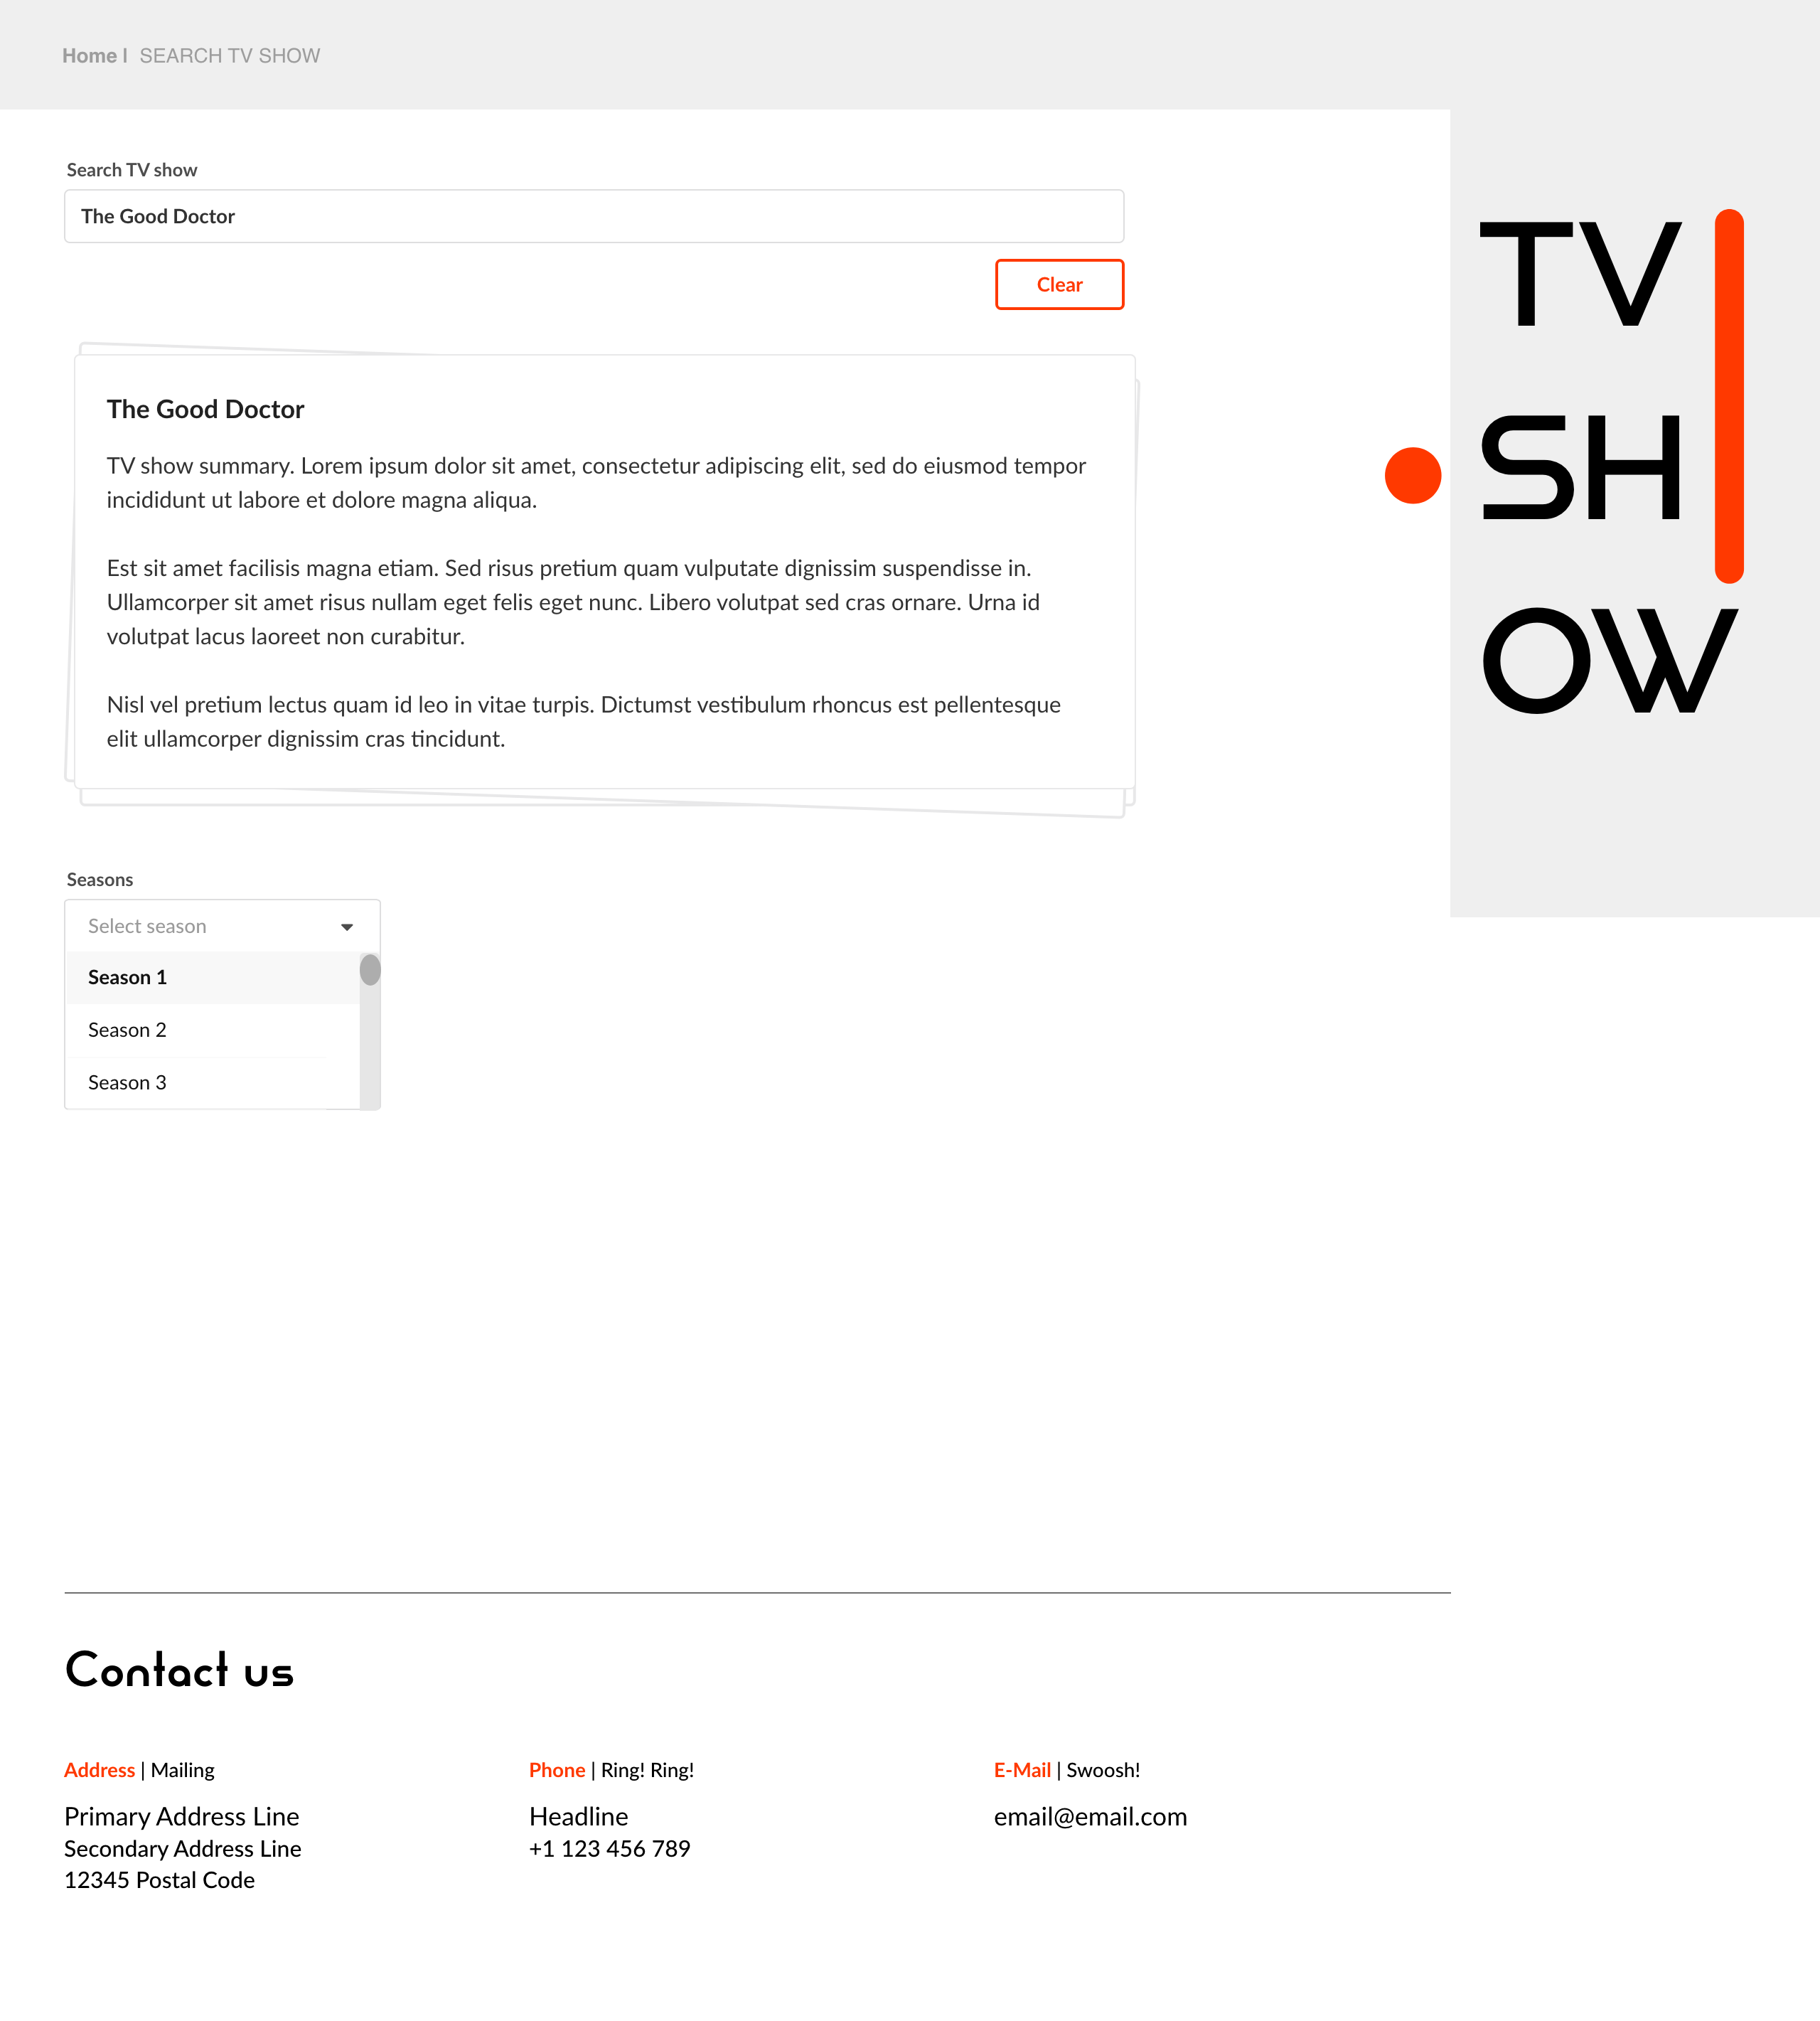 Home | SEARCH TV SHOW
Search TV show
The Good Doctor
Clear
TV
SH
OW
The Good Doctor
TV show summary. Lorem ipsum dolor sit amet, consectetur adipiscing elit, sed do eiusmod tempor
incididunt ut labore et dolore magna aliqua.
Est sit amet facilisis magna etiam. Sed risus pretium quam vulputate dignissim suspendisse in.
Ullamcorper sit amet risus nullam eget felis eget nunc. Libero volutpat sed cras ornare. Urna id
volutpat lacus laoreet non curabitur.
Nisl vel pretium lectus quam id leo in vitae turpis. Dictumst vestibulum rhoncus est pellentesque
elit ullamcorper dignissim cras tincidunt.
Seasons
Select season
Season 1
Season 2
Season 3
Contact us
Address | Mailing
Primary Address Line
Secondary Address Line
12345 Postal Code
Phone | Ring! Ring!
Headline
+1 123 456 789
E-Mail | Swoosh!
email@email.com